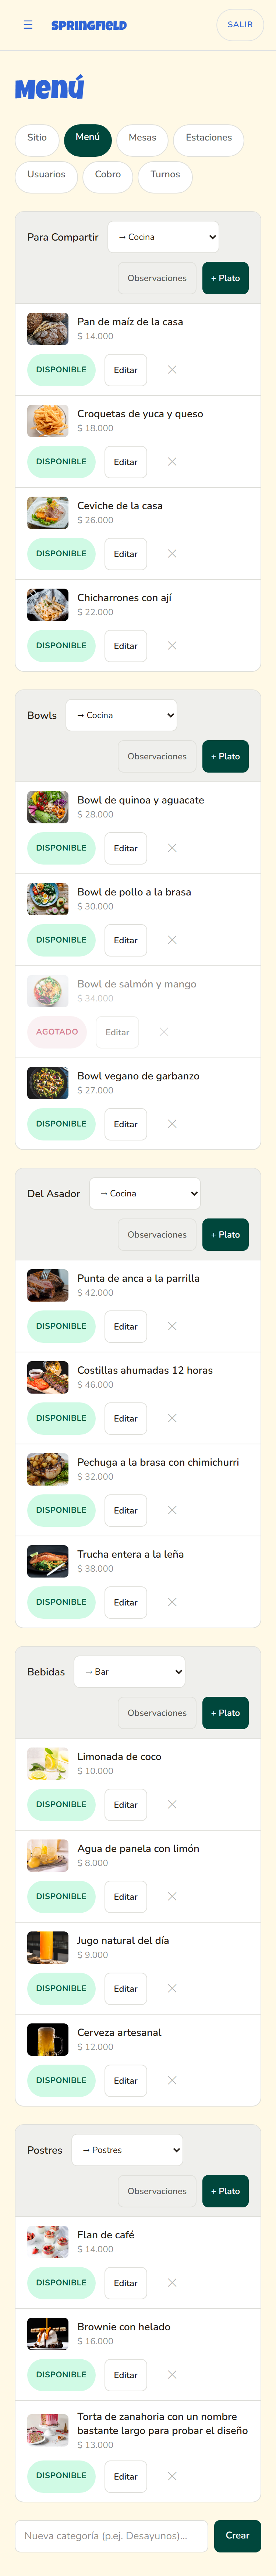 ☰ SPRINGFIELD SALIR
Menú
Sitio Menú Mesas Estaciones
Usuarios Cobro Turnos
Para Compartir → Cocina
Observaciones + Plato
Pan de maíz de la casa
$ 14.000
DISPONIBLE Editar ×
Croquetas de yuca y queso
$ 18.000
DISPONIBLE Editar ×
Ceviche de la casa
$ 26.000
DISPONIBLE Editar ×
Chicharrones con ají
$ 22.000
DISPONIBLE Editar ×
Bowls → Cocina
Observaciones + Plato
Bowl de quinoa y aguacate
$ 28.000
DISPONIBLE Editar ×
Bowl de pollo a la brasa
$ 30.000
DISPONIBLE Editar ×
Bowl de salmón y mango
$ 34.000
AGOTADO Editar ×
Bowl vegano de garbanzo
$ 27.000
DISPONIBLE Editar ×
Del Asador → Cocina
Observaciones + Plato
Punta de anca a la parrilla
$ 42.000
DISPONIBLE Editar ×
Costillas ahumadas 12 horas
$ 46.000
DISPONIBLE Editar ×
Pechuga a la brasa con chimichurri
$ 32.000
DISPONIBLE Editar ×
Trucha entera a la leña
$ 38.000
DISPONIBLE Editar ×
Bebidas → Bar
Observaciones + Plato
Limonada de coco
$ 10.000
DISPONIBLE Editar ×
Agua de panela con limón
$ 8.000
DISPONIBLE Editar ×
Jugo natural del día
$ 9.000
DISPONIBLE Editar ×
Cerveza artesanal
$ 12.000
DISPONIBLE Editar ×
Postres → Postres
Observaciones + Plato
Flan de café
$ 14.000
DISPONIBLE Editar ×
Brownie con helado
$ 16.000
DISPONIBLE Editar ×
Torta de zanahoria con un nombre
bastante largo para probar el diseño
$ 13.000
DISPONIBLE Editar ×
Nueva categoría (p.ej. Desayunos)... Crear